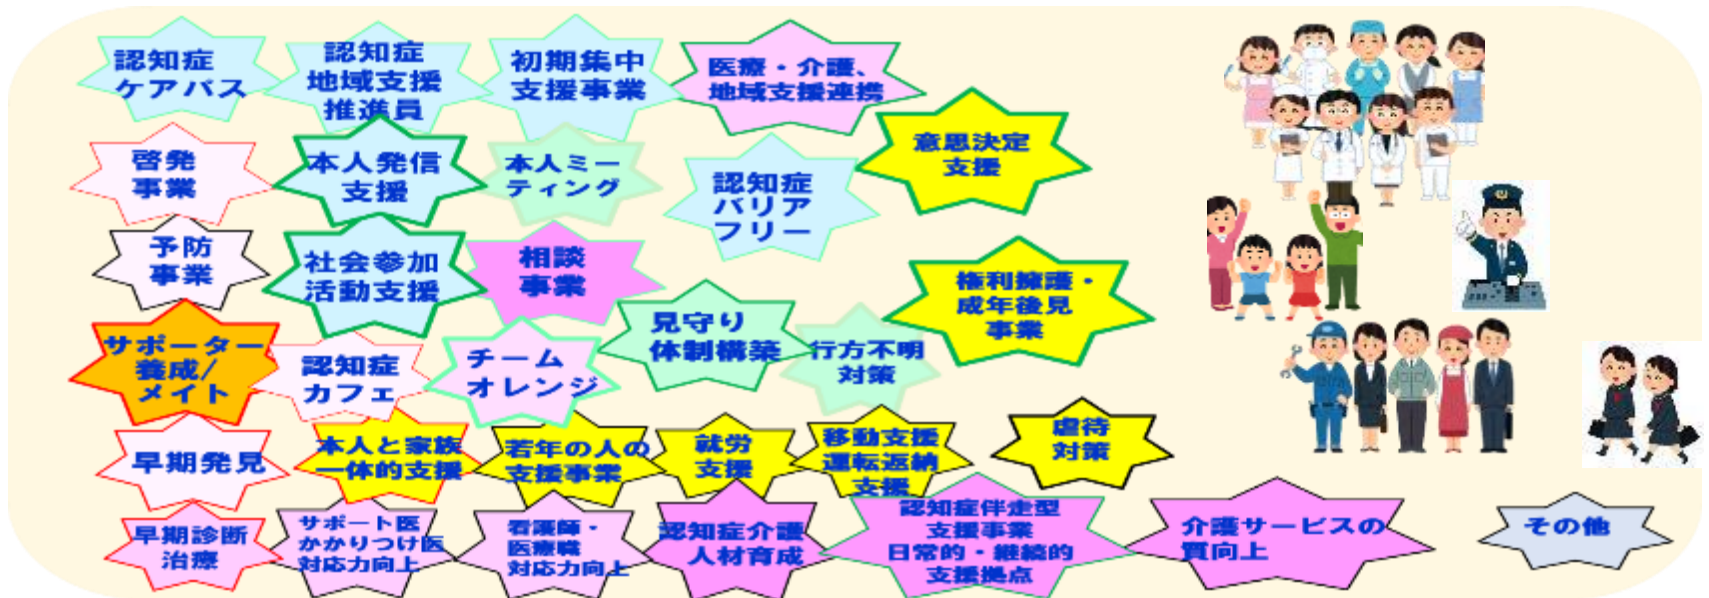 認知症
ケアパス
認知症
地域支援
推進員
初期集中
支援事業
医療・介護、
地域支援連携
意思決定
支援
啓発
事業
本人発信
支援
本人ミー
ティング
認知症
バリア
フリー
予防
事業
社会参加
活動支援
相談
事業
権利擁護・
成年後見
事業
サポーター
養成/
メイト
認知症
カフェ
チーム
オレンジ
見守り
体制構築
行方不明
対策
早期発見
本人と家族
一体的支援
若年の人の
支援事業
就労
支援
移動支援
運転返納
支援
虐待
対策
早期診断
治療
サポート医
かかりつけ医
対応力向上
看護師・
医療職
対応力向上
認知症介護
人材育成
認知症伴走型
支援事業
日常的・継続的
支援拠点
介護サービスの
質向上
その他